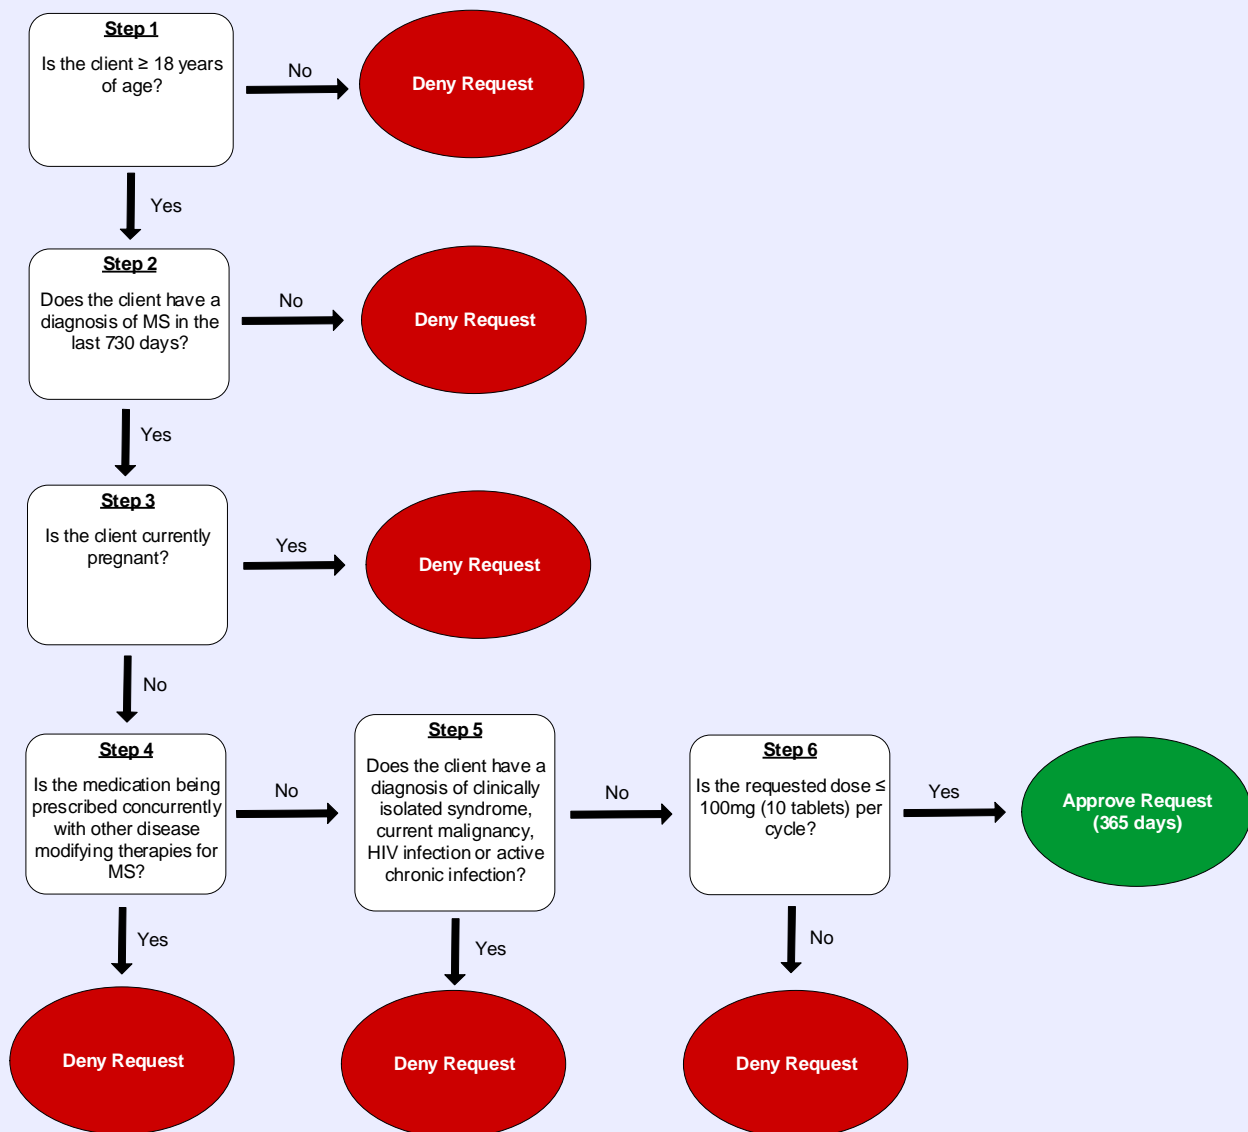 Step 1
Is the client ≥ 18 years
of age?
No
Deny Request
Yes
Step 2
Does the client have a
diagnosis of MS in the
last 730 days?
No
Deny Request
Yes
Step 3
Is the client currently
pregnant?
Yes
Deny Request
No
Step 4
Is the medication being
prescribed concurrently
with other disease
modifying therapies for
MS?
No
Step 5
Does the client have a
diagnosis of clinically
isolated syndrome,
current malignancy,
HIV infection or active
chronic infection?
No
Step 6
Is the requested dose ≤
100mg (10 tablets) per
cycle?
Yes
Approve Request
(365 days)
Yes
Yes
No
Deny Request
Deny Request
Deny Request